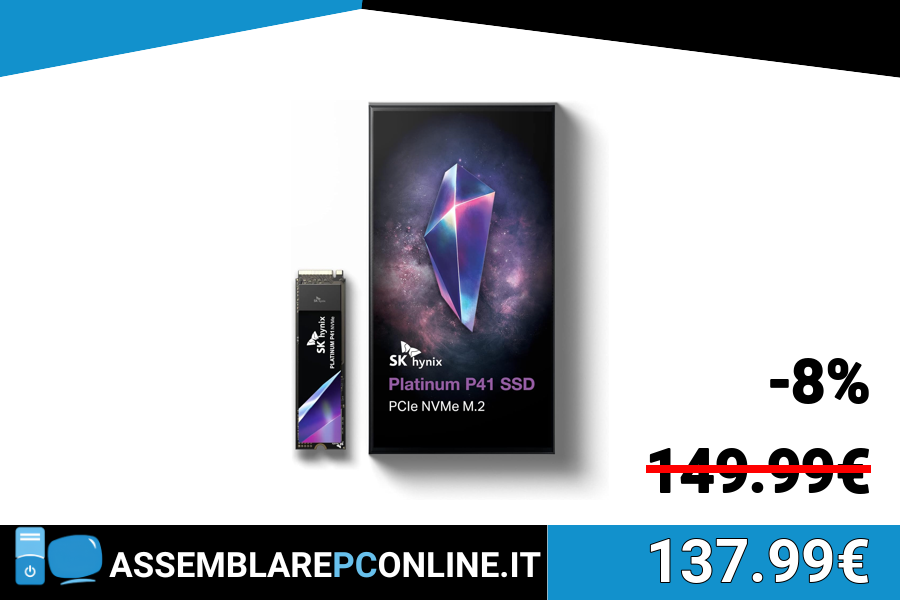 SK hynix
PLATINUM P41 NVMe
SK hynix
Platinum P41 SSD
PCIe NVMe M.2
-8%
149.99€
ASSEMBLAREPCONLINE.IT
137.99€